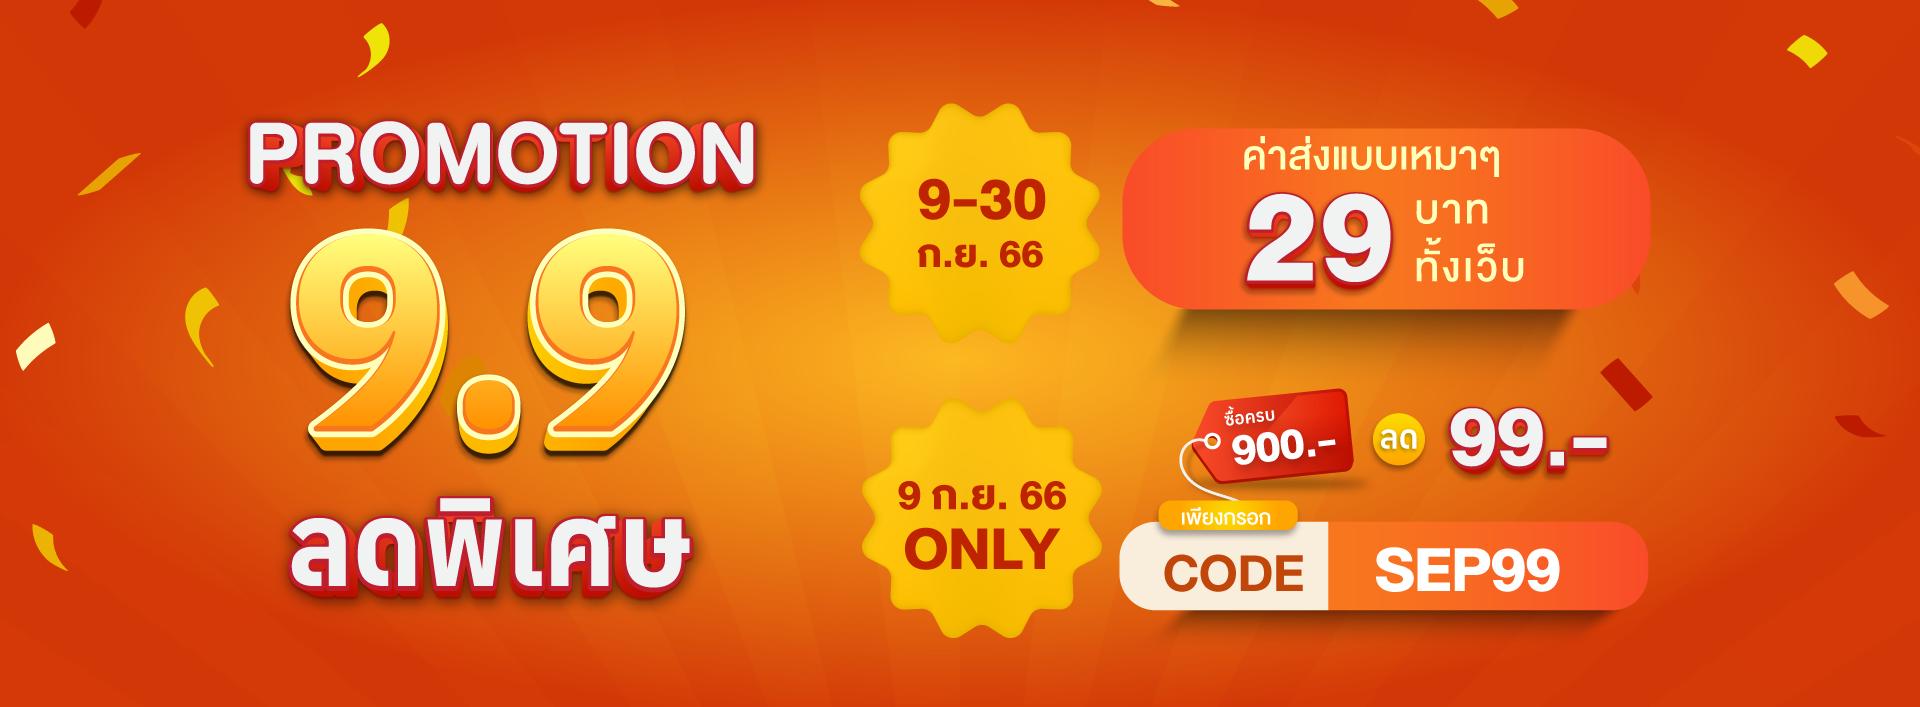 PROMOTION
9.9
ลดพิเศษ
9-30
ก.ย. 66
ค่าส่งแบบเหมาๆ
29 บาท
ทั้งเว็บ
9 ก.ย. 66
ONLY
ซื้อครบ
900.-
ลด
99.-
เพียงกรอก
CODE SEP99